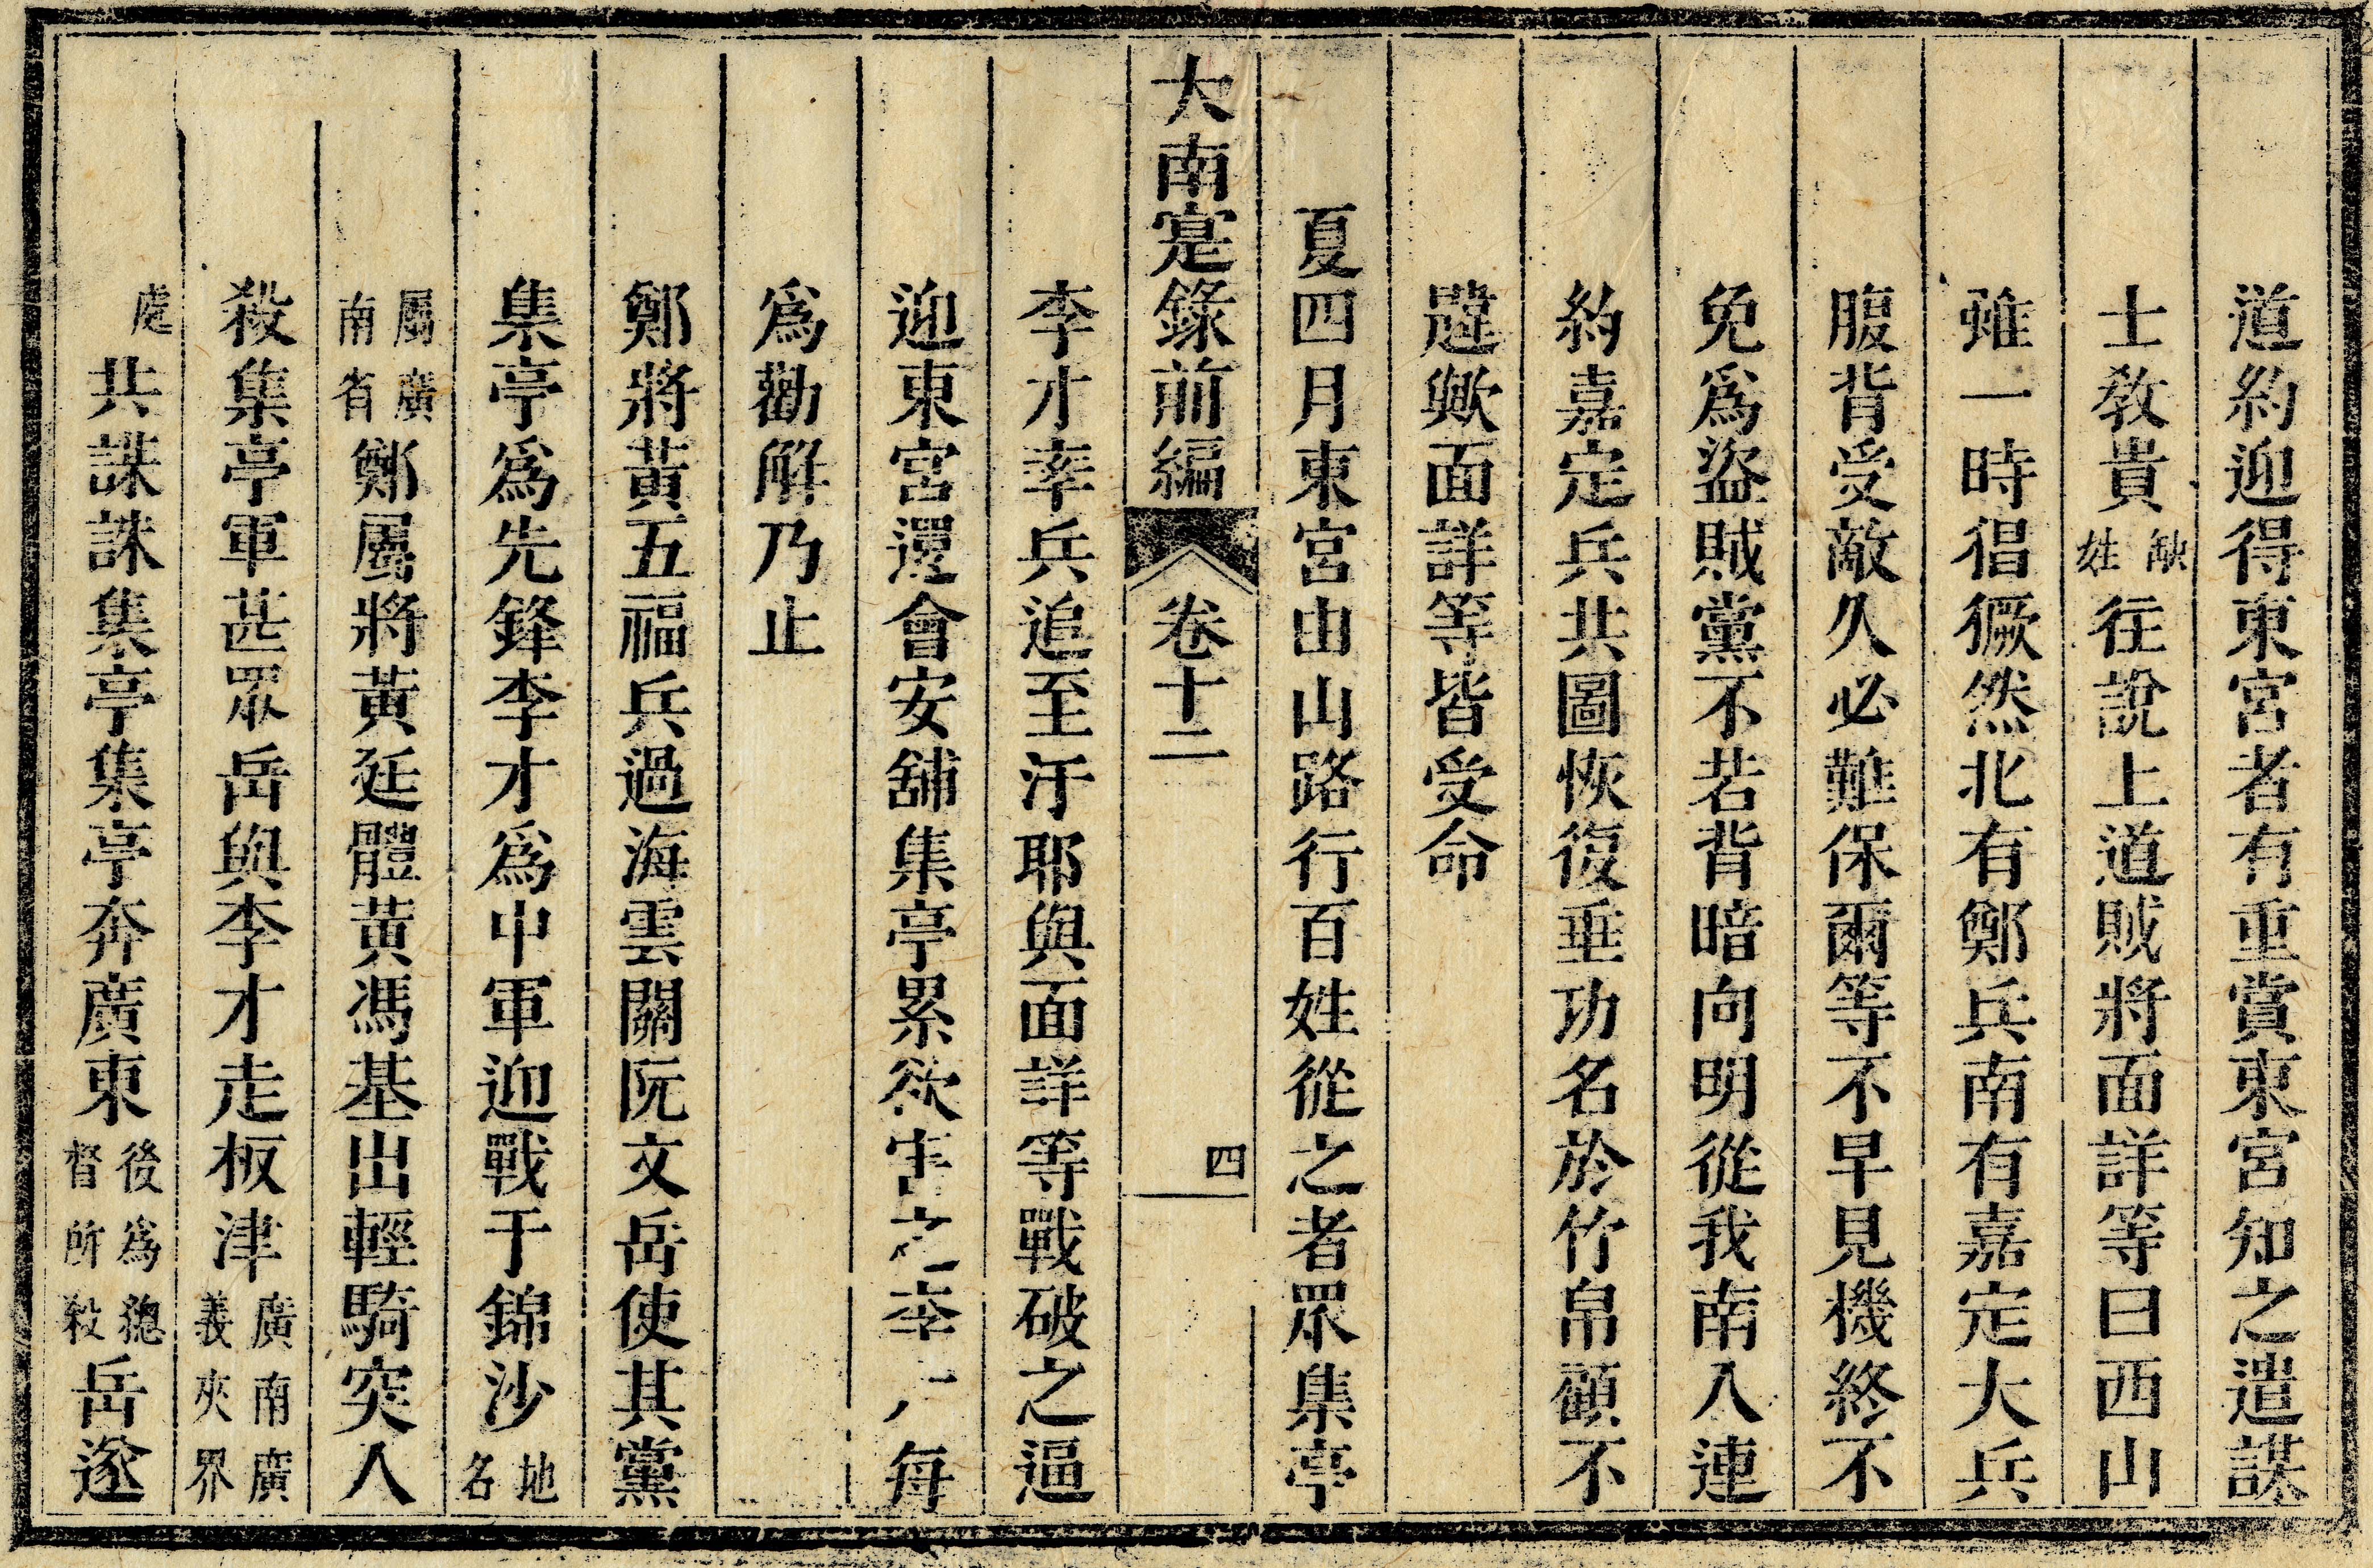 道約迎得東宮者有重賞東宮知之遣謀
士教貴缺姓往說上道賊將面詳等曰西山
雖一時倡獗然北有鄭兵南有嘉定大兵
腹背受敵久必難保爾等不早見機終不
免爲盜賊黨不若背暗向明從我南入連
約嘉定兵共圖恢復垂功名於竹帛顧不
韙歟面詳等皆受命
夏四月東宮由山路行百姓從之者眾集亭
大南寔錄前編 卷十二 四
李才率兵追至汙耶與面詳等戰破之逼
迎東宮還會安舖集亭累欲害之李才每
爲勸解乃止
鄭將黃五福兵過海雲關阮文岳使其黨
集亭爲先鋒李才爲中軍迎戰于錦沙地名
屬廣南省鄭屬將黃廷體黃馮基出輕騎突入
殺集亭軍甚眾岳與李才走板津廣南廣義夾界
處共謀誅集亭集亭奔廣東後爲總督所殺岳遂